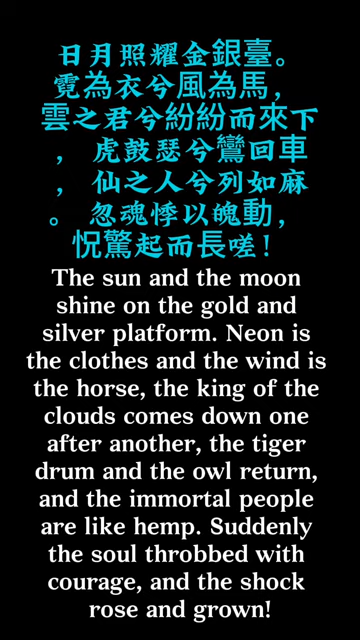 日月照耀金銀臺。
霓為衣兮風為馬，
雲之君兮紛紛而來下
，虎鼓瑟兮鸞回車
，仙之人兮列如麻
。忽魂悸以魄動，
怳驚起而長嗟！
The sun and the moon
shine on the gold and
silver platform. Neon is
the clothes and the wind is
the horse, the king of the
clouds comes down one
after another, the tiger
drum and the owl return,
and the immortal people
are like hemp. Suddenly
the soul throbbed with
courage, and the shock
rose and grown!